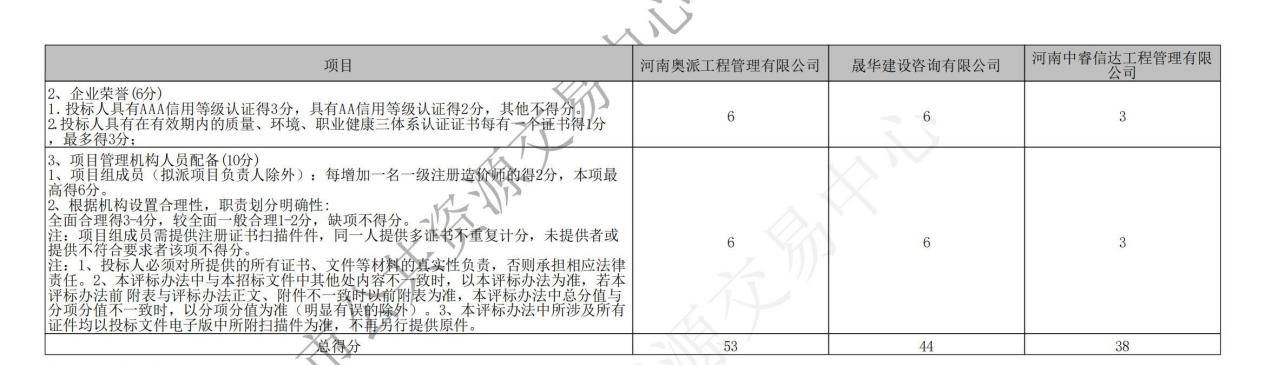 项目 河南奥派工程管理有限公司 晟华建设咨询有限公司 河南中睿信达工程管理有限
公司
2、企业荣誉(6分)
1.投标人具有AAA信用等级认证得3分，具有AA信用等级认证得2分，其他不得分。
2.投标人具有在有效期内的质量、环境、职业健康三体系认证证书每有一个证书得1分
，最多得3分；
6 6 3
3、项目管理机构人员配备(10分)
1、项目组成员（拟派项目负责人除外）：每增加一名一级注册造价师的得2分，本项最
高得6分。
2、根据机构设置合理性，职责划分明确性：
全面合理得3-4分，较全面一般合理1-2分，缺项不得分。
注：项目组成员需提供注册证书扫描件件，同一人提供多证书不重复计分，未提供者或
提供不符合要求者该项不得分。
注：1、投标人必须对所提供的所有证书、文件等材料的真实性负责，否则承担相应法律
责任。2、本评标办法中与本招标文件中其他处内容不一致时，以本评标办法为准，若本
评标办法前 附表与评标办法正文、附件不一致时以前附表为准，本评标办法中总分值与
分项分值不一致时，以分项分值为准（明显有误的除外）。3、本评标办法中所涉及所有
证件均以投标文件电子版中所附扫描件为准，不再另行提供原件。
6 6 3
总得分 53 44 38
市公共资源交易中心
资源交易中心